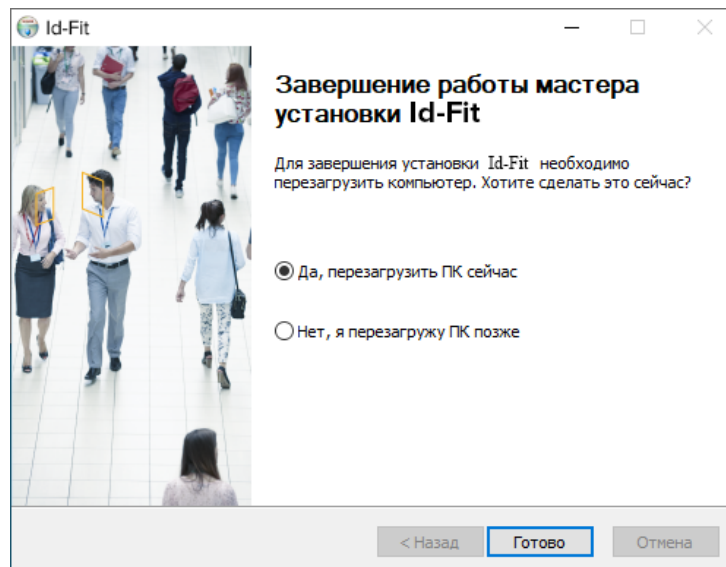 Id-Fit
Завершение работы мастера
установки Id-Fit
Для завершения установки Id-Fit необходимо
перезагрузить компьютер. Хотите сделать это сейчас?
Да, перезагрузить ПК сейчас
Нет, я перезагружу ПК позже
< Назад Готово Отмена